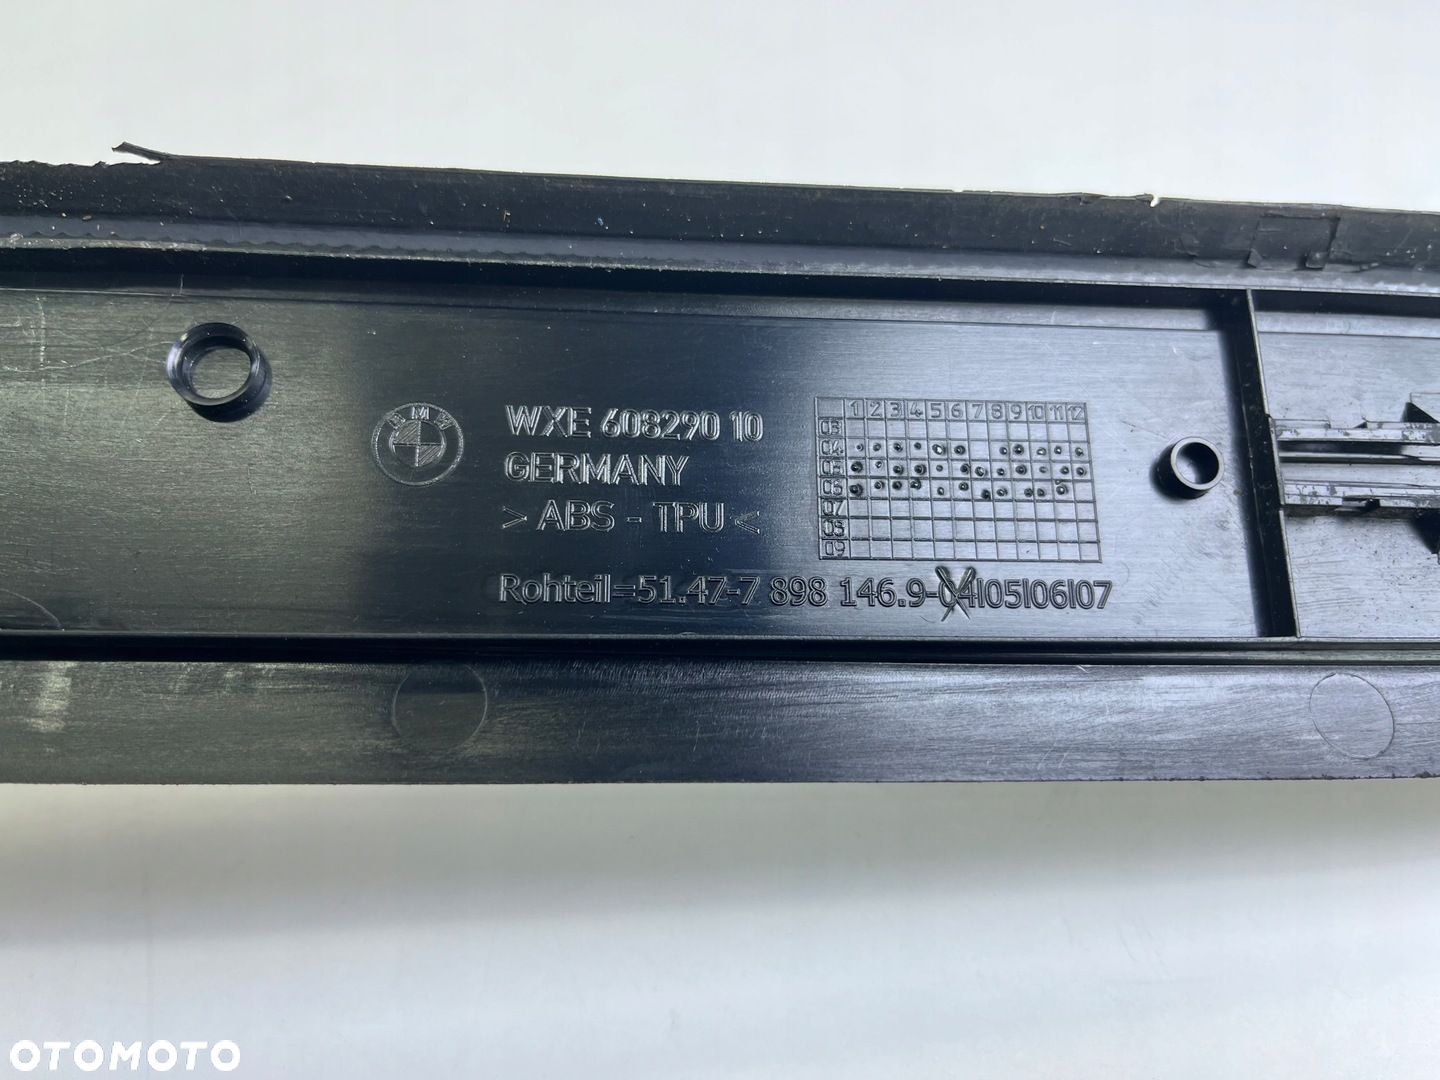 BMW
WXE 608290 10
GERMANY
> ABS - TPU <
1 2 3 4 5 6 7 8 9 10 11 12
03
04
05
06
07
08
09
Rohteil=51.47-7 898 146.9-04|05|06|07
OTOMOTO